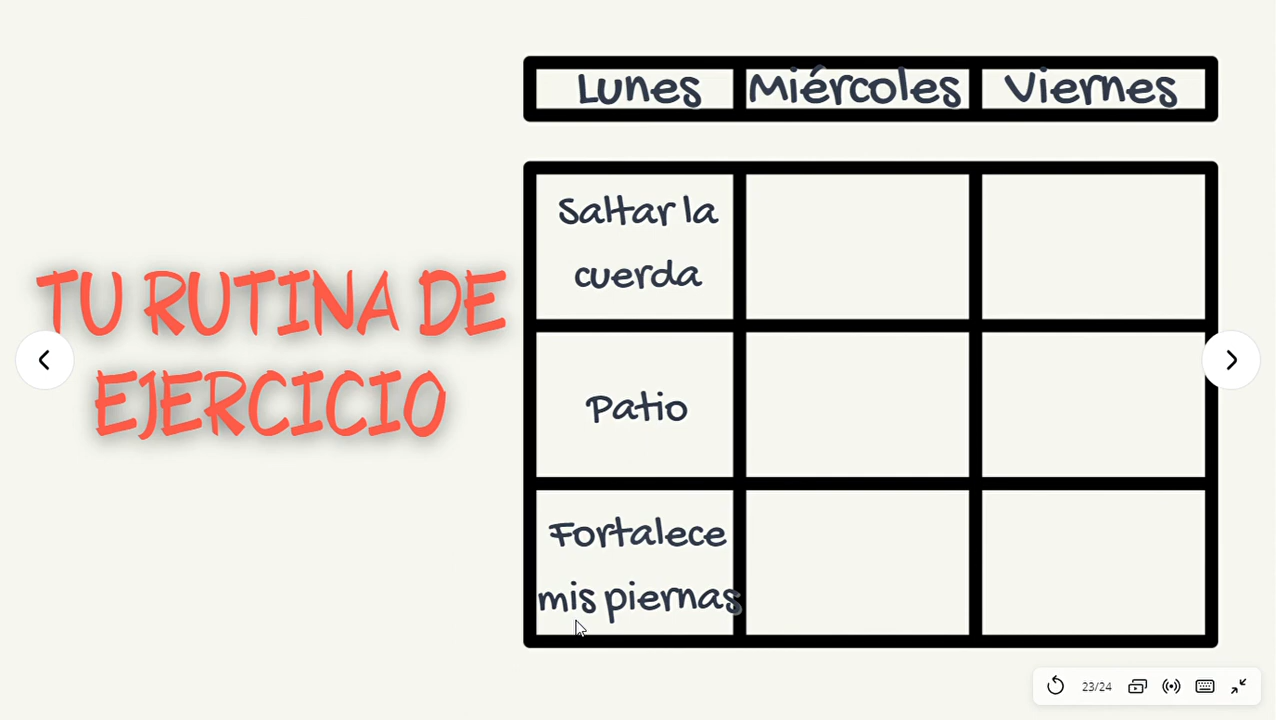 Lunes Miércoles Viernes
TU RUTINA DE
EJERCICIO
Saltar la
cuerda
Patio
Fortalece
mis piernas
23/24